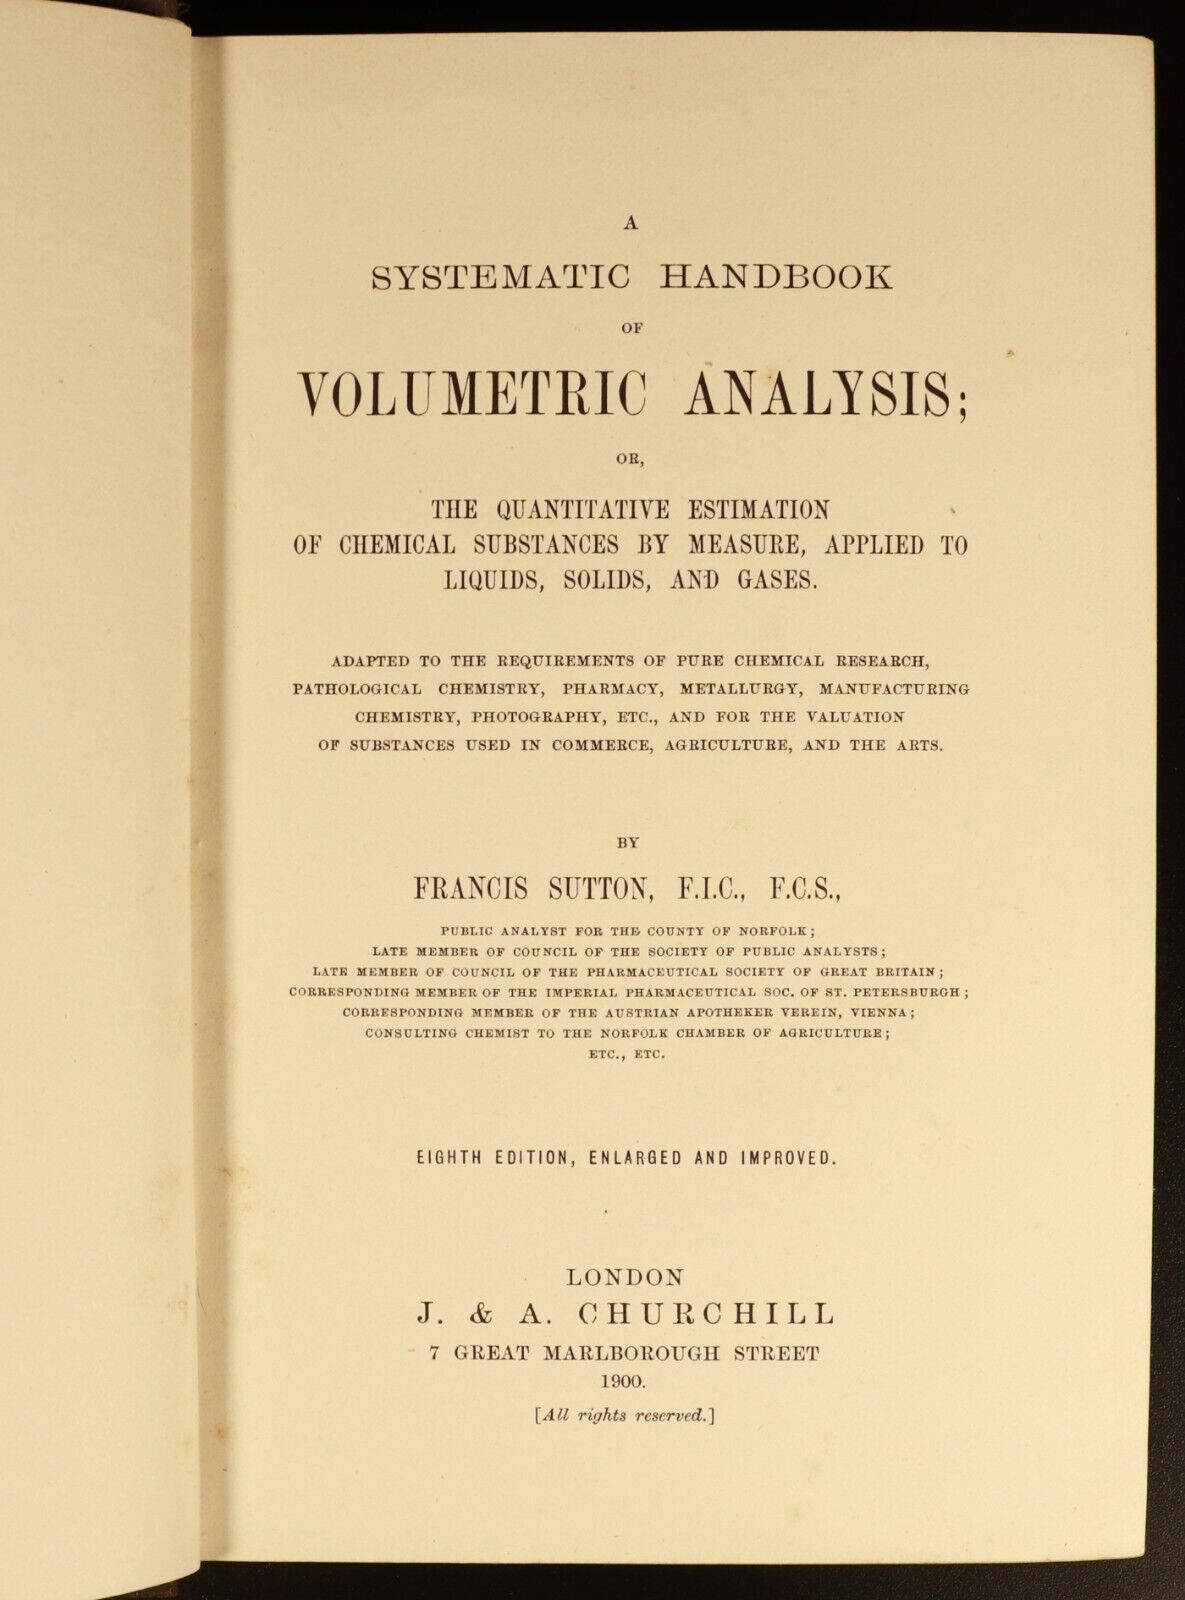 A
SYSTEMATIC HANDBOOK
OF
VOLUMETRIC ANALYSIS;
OR,
THE QUANTITATIVE ESTIMATION
OF CHEMICAL SUBSTANCES BY MEASURE, APPLIED TO
LIQUIDS, SOLIDS, AND GASES.
ADAPTED TO THE REQUIREMENTS OF PURE CHEMICAL RESEARCH,
PATHOLOGICAL CHEMISTRY, PHARMACY, METALLURGY, MANUFACTURING
CHEMISTRY, PHOTOGRAPHY, ETC., AND FOR THE VALUATION
OF SUBSTANCES USED IN COMMERCE, AGRICULTURE, AND THE ARTS.
BY
FRANCIS SUTTON, F.I.C., F.C.S.,
PUBLIC ANALYST FOR THE COUNTY OF NORFOLK;
LATE MEMBER OF COUNCIL OF THE SOCIETY OF PUBLIC ANALYSTS;
LATE MEMBER OF COUNCIL OF THE PHARMACEUTICAL SOCIETY OF GREAT BRITAIN;
CORRESPONDING MEMBER OF THE IMPERIAL PHARMACEUTICAL SOC. OF ST. PETERSBURGH;
CORRESPONDING MEMBER OF THE AUSTRIAN APOTHEKER VEREIN, VIENNA;
CONSULTING CHEMIST TO THE NORFOLK CHAMBER OF AGRICULTURE;
ETC., ETC.
EIGHTH EDITION, ENLARGED AND IMPROVED.
LONDON
J. & A. CHURCHILL
7 GREAT MARLBOROUGH STREET
1900.
[All rights reserved.]